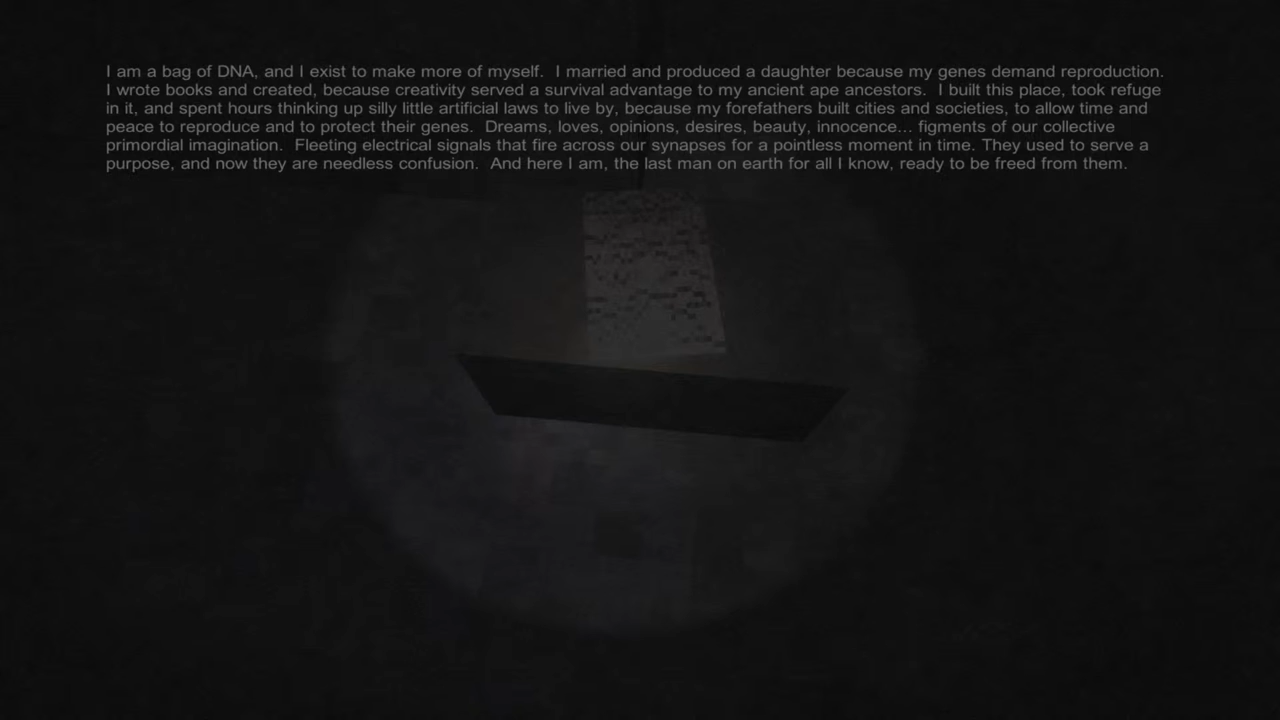 I am a bag of DNA, and I exist to make more of myself.  I married and produced a daughter because my genes demand reproduction.
I wrote books and created, because creativity served a survival advantage to my ancient ape ancestors.  I built this place, took refuge
in it, and spent hours thinking up silly little artificial laws to live by, because my forefathers built cities and societies, to allow time and
peace to reproduce and to protect their genes.  Dreams, loves, opinions, desires, beauty, innocence... figments of our collective
primordial imagination.  Fleeting electrical signals that fire across our synapses for a pointless moment in time. They used to serve a
purpose, and now they are needless confusion.  And here I am, the last man on earth for all I know, ready to be freed from them.